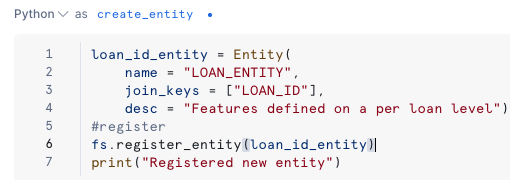 Python as create_entity
1 loan_id_entity = Entity(
2     name = "LOAN_ENTITY",
3     join_keys = ["LOAN_ID"],
4     desc = "Features defined on a per loan level")
5 #register
6 fs.register_entity(loan_id_entity)
7 print("Registered new entity")